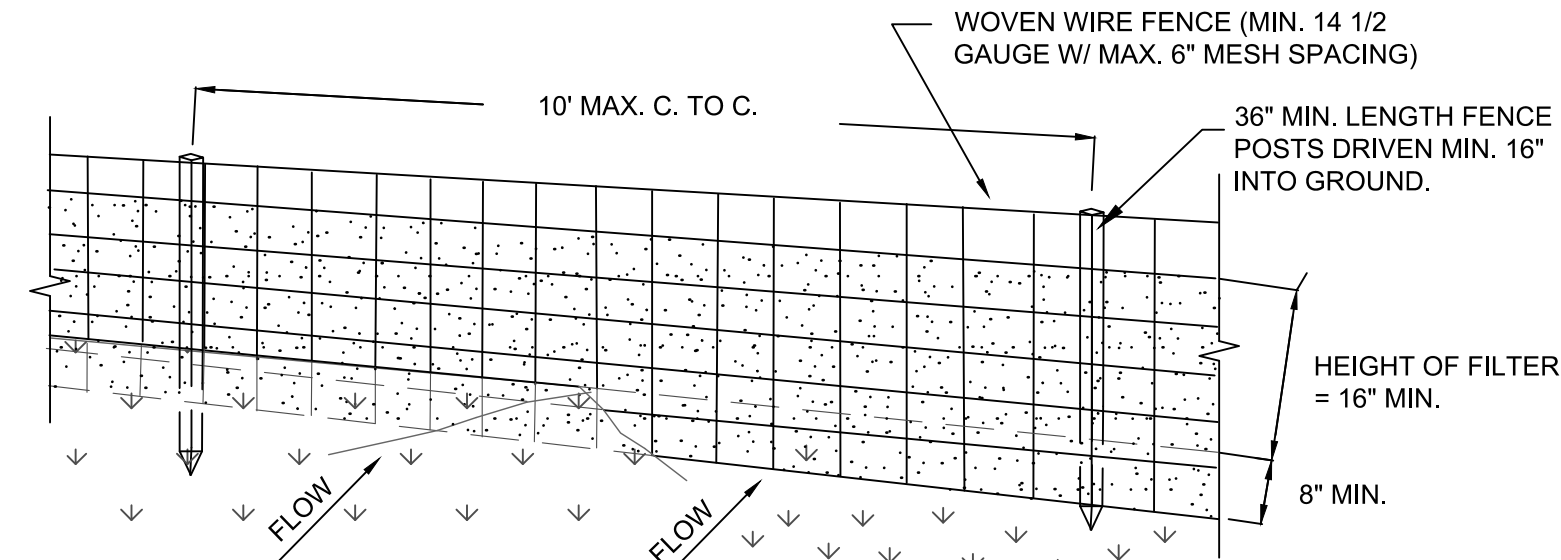 WOVEN WIRE FENCE (MIN. 14 1/2
GAUGE W/ MAX. 6" MESH SPACING)
10' MAX. C. TO C.
36" MIN. LENGTH FENCE
POSTS DRIVEN MIN. 16"
INTO GROUND.
HEIGHT OF FILTER
= 16" MIN.
8" MIN.
FLOW
FLOW